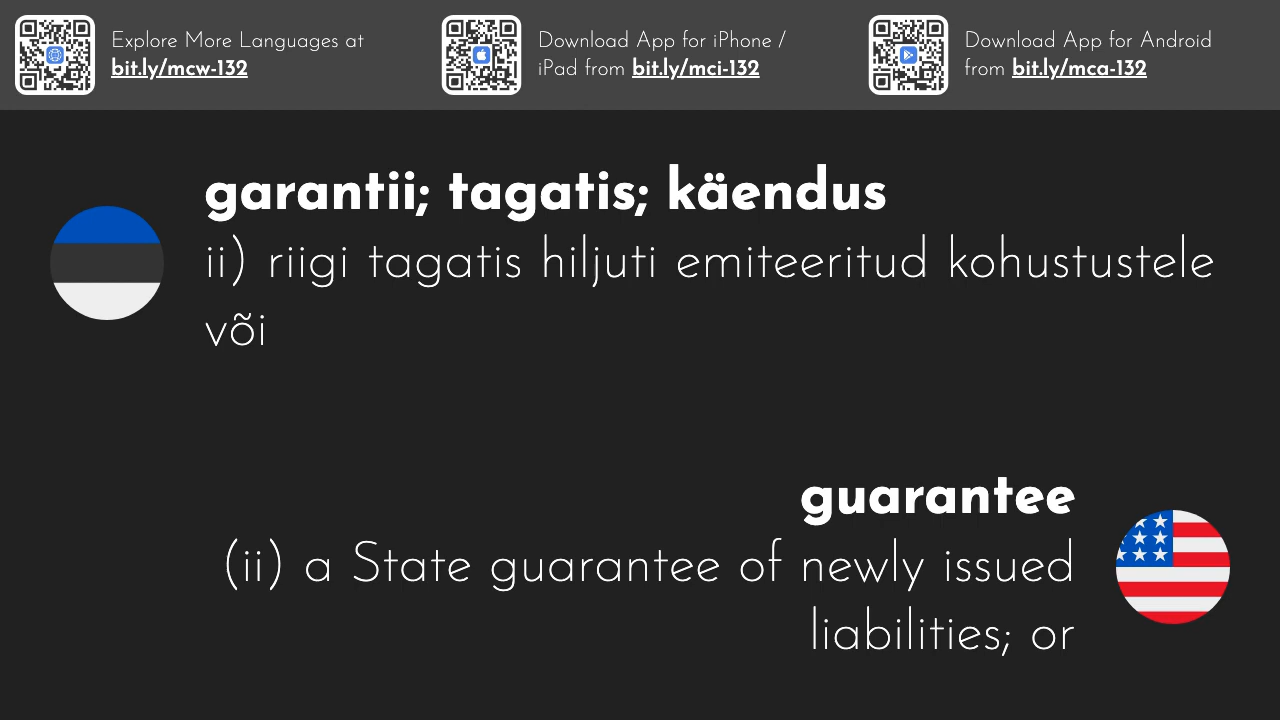 Explore More Languages at
bit.ly/mcw-132
Download App for iPhone /
iPad from bit.ly/mci-132
Download App for Android
from bit.ly/mca-132
garantii; tagatis; käendus
ii) riigi tagatis hiljuti emiteeritud kohustustele
või
guarantee
(ii) a State guarantee of newly issued
liabilities; or